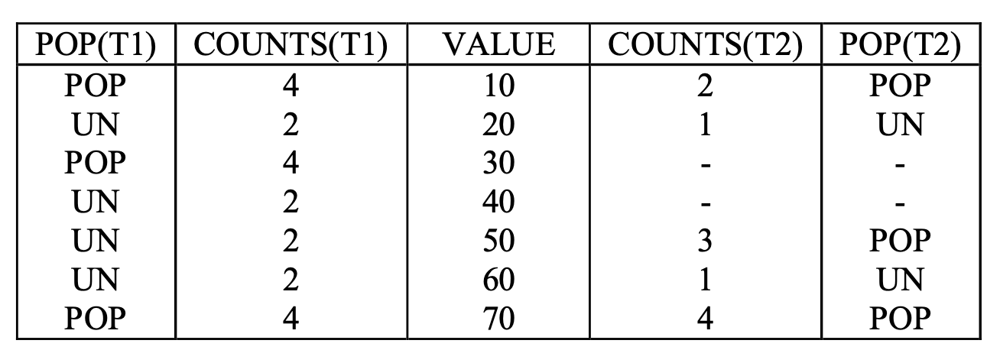 POP(T1) COUNTS(T1) VALUE COUNTS(T2) POP(T2)
POP 4 10 2 POP
UN 2 20 1 UN
POP 4 30 - -
UN 2 40 - -
UN 2 50 3 POP
UN 2 60 1 UN
POP 4 70 4 POP